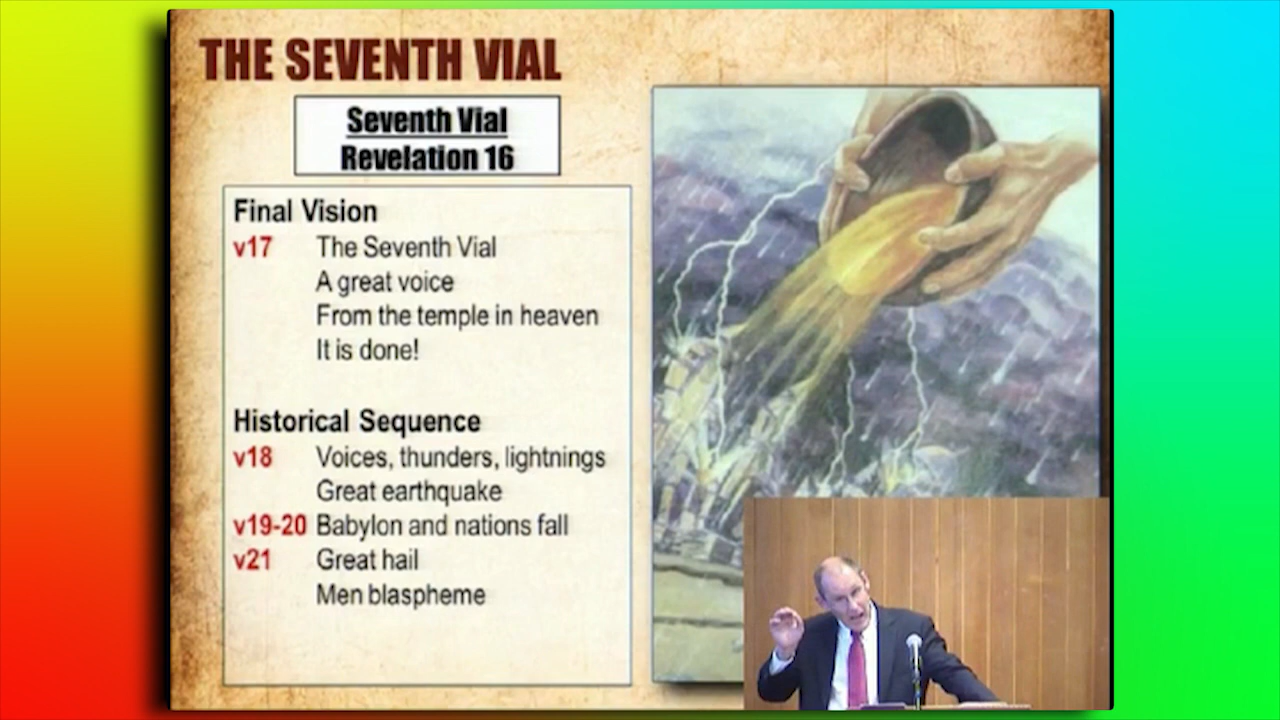 THE SEVENTH VIAL
Seventh Vial
Revelation 16
Final Vision
v17 The Seventh Vial
A great voice
From the temple in heaven
It is done!
Historical Sequence
v18 Voices, thunders, lightnings
Great earthquake
v19-20 Babylon and nations fall
v21 Great hail
Men blaspheme